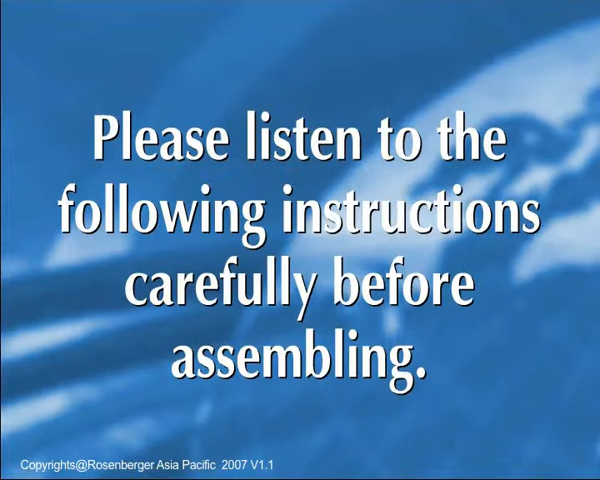 Please listen to the
following instructions
carefully before
assembling.
Copyrights@Rosenberger Asia Pacific 2007 V1.1